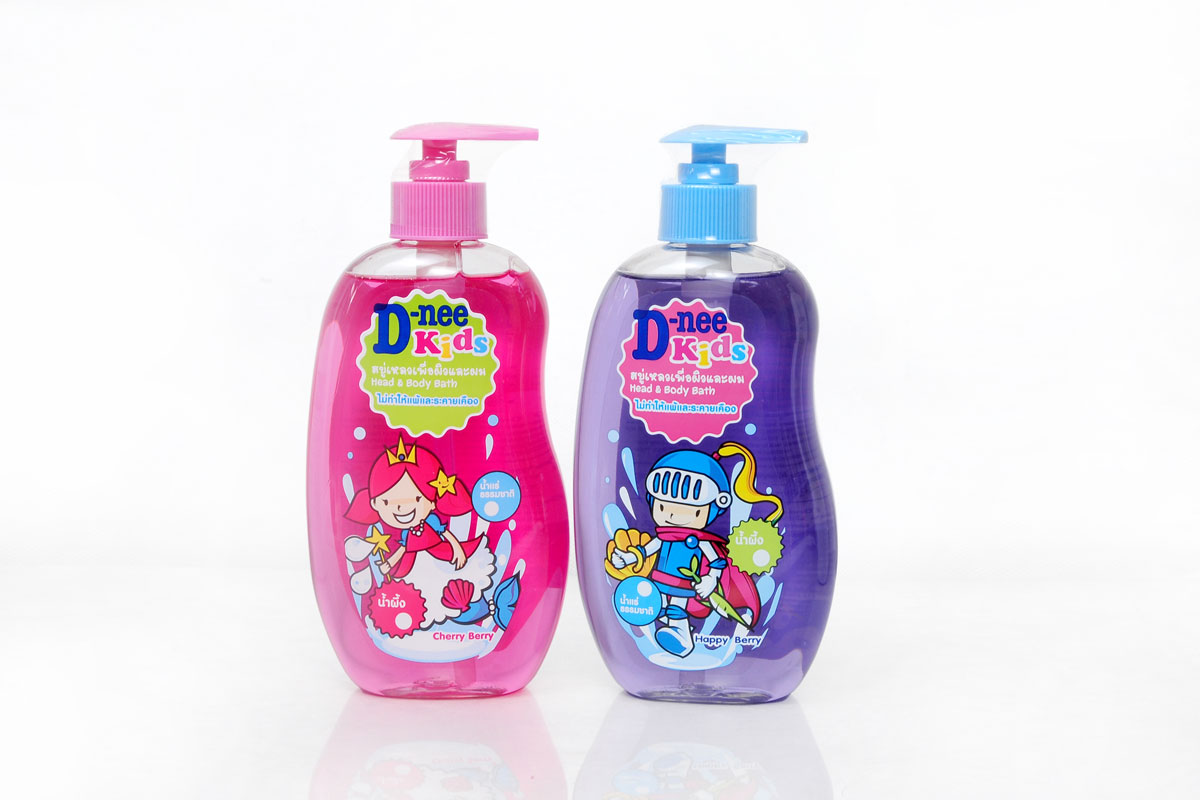 D-nee
Kids
สบู่เหลวเพื่อผิวและผม
Head & Body Bath
ไม่ทำให้แพ้และระคายเคือง
น้ำแร่
ธรรมชาติ
น้ำผึ้ง
Cherry Berry
D-nee
Kids
สบู่เหลวเพื่อผิวและผม
Head & Body Bath
ไม่ทำให้แพ้และระคายเคือง
น้ำผึ้ง
น้ำแร่
ธรรมชาติ
Happy Berry